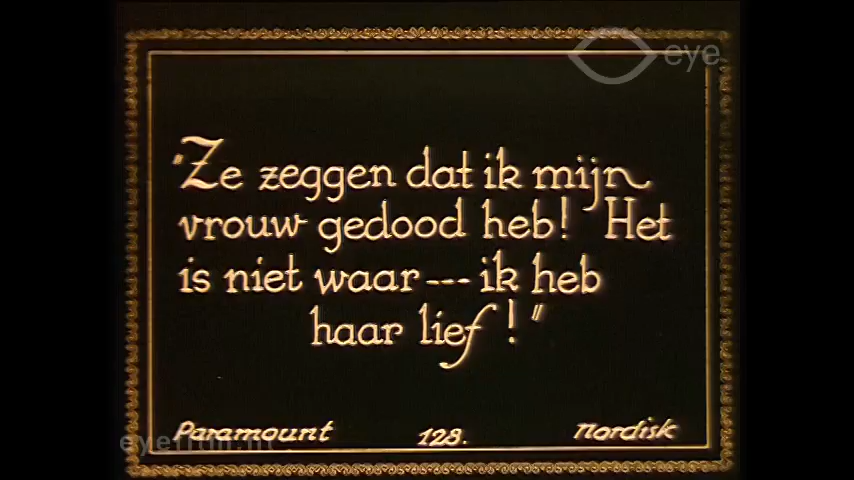 eye
"Ze zeggen dat ik mijn
vrouw gedood heb! Het
is niet waar --- ik heb
haar lief!"
Paramount 128. Nordisk
eyefilm.nl